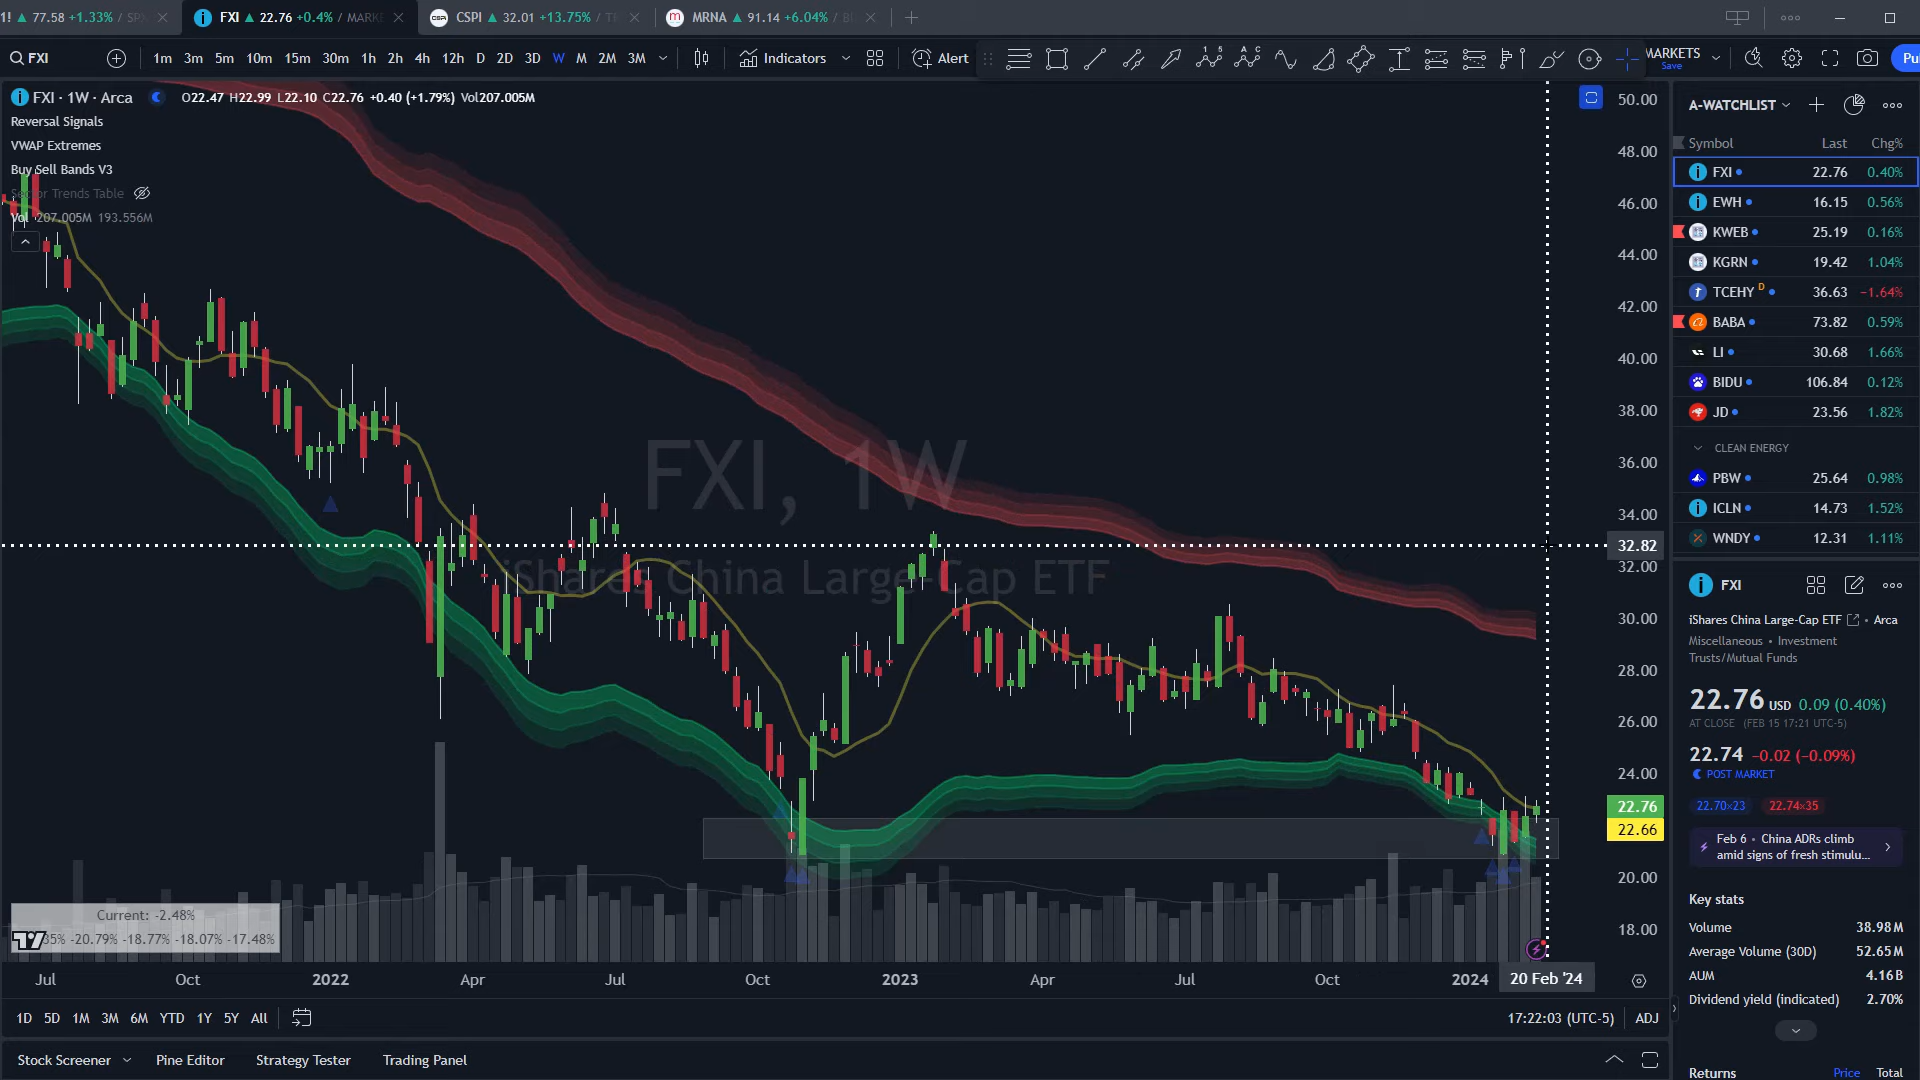 1! ▲ 77.58 +1.33% / SP
FXI ▲ 22.76 +0.4% / MARK
CSPI ▲ 32.01 +13.75% / T
MRNA ▲ 91.14 +6.04% / B
FXI
1m 3m 5m 10m 15m 30m 1h 2h 4h 12h D 2D 3D W M 2M 3M
Indicators
Alert
MARKETS
Save
Pu
FXI · 1W · Arca
O22.47 H22.99 L22.10 C22.76 +0.40 (+1.79%) Vol207.005M
Reversal Signals
VWAP Extremes
Buy Sell Bands V3
Sector Trends Table
Vol 207.005M 193.556M
FXI, 1W
iShares China Large-Cap ETF
50.00
48.00
46.00
44.00
42.00
40.00
38.00
36.00
34.00
32.82
32.00
30.00
28.00
26.00
24.00
22.76
22.66
20.00
18.00
Current: -2.48%
35% -20.79% -18.77% -18.07% -17.48%
Jul Oct 2022 Apr Jul Oct 2023 Apr Jul Oct 2024 20 Feb '24
1D 5D 1M 3M 6M YTD 1Y 5Y All
17:22:03 (UTC-5) ADJ
Stock Screener Pine Editor Strategy Tester Trading Panel
A-WATCHLIST
Symbol Last Chg%
FXI 22.76 0.40%
EWH 16.15 0.56%
KWEB 25.19 0.16%
KGRN 19.42 1.04%
TCEHY D 36.63 −1.64%
BABA 73.82 0.59%
LI 30.68 1.66%
BIDU 106.84 0.12%
JD 23.56 1.82%
CLEAN ENERGY
PBW 25.64 0.98%
ICLN 14.73 1.52%
WNDY 12.31 1.11%
FXI
iShares China Large-Cap ETF • Arca
Miscellaneous • Investment
Trusts/Mutual Funds
22.76 USD 0.09 (0.40%)
AT CLOSE (FEB 15 17:21 UTC-5)
22.74 −0.02 (−0.09%)
POST MARKET
22.70×23 22.74×35
Feb 6 • China ADRs climb
amid signs of fresh stimulu...
Key stats
Volume 38.98M
Average Volume (30D) 52.65M
AUM 4.16B
Dividend yield (indicated) 2.70%
Returns Price Total